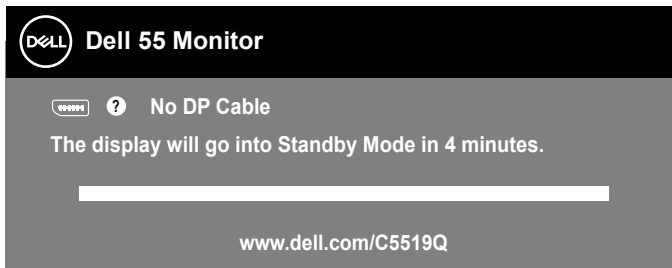 DELL Dell 55 Monitor
? No DP Cable
The display will go into Standby Mode in 4 minutes.
www.dell.com/C5519Q